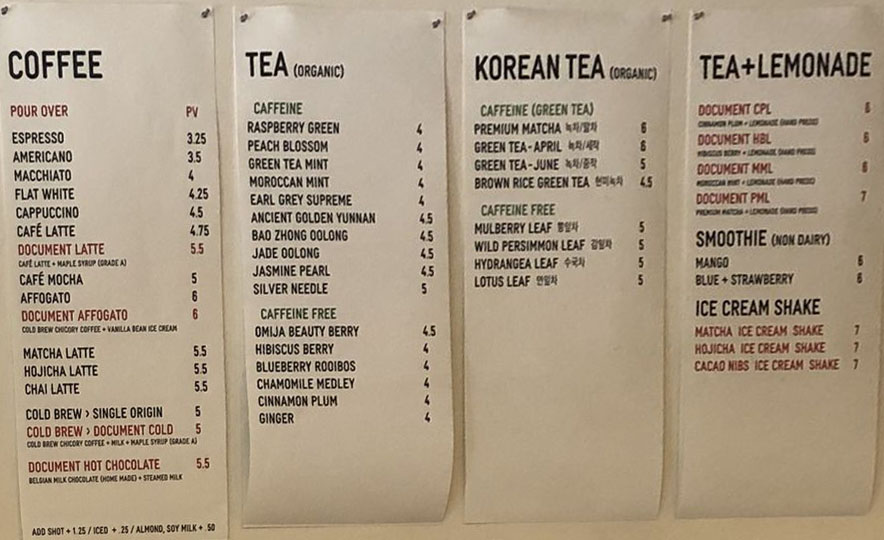 COFFEE
POUR OVER PV
ESPRESSO 3.25
AMERICANO 3.5
MACCHIATO 4
FLAT WHITE 4.25
CAPPUCCINO 4.5
CAFÉ LATTE 4.75
DOCUMENT LATTE 5.5
CAFÉ LATTE + MAPLE SYRUP (GRADE A)
CAFÉ MOCHA 5
AFFOGATO 6
DOCUMENT AFFOGATO 6
COLD BREW CHICORY COFFEE + VANILLA BEAN ICE CREAM
MATCHA LATTE 5.5
HOJICHA LATTE 5.5
CHAI LATTE 5.5
COLD BREW > SINGLE ORIGIN 5
COLD BREW > DOCUMENT COLD 5
COLD BREW CHICORY COFFEE + MILK + MAPLE SYRUP (GRADE A)
DOCUMENT HOT CHOCOLATE 5.5
BELGIAN MILK CHOCOLATE (HOME MADE) + STEAMED MILK
ADD SHOT + 1.25 / ICED + .25 / ALMOND, SOY MILK + .50
TEA (ORGANIC)
CAFFEINE
RASPBERRY GREEN 4
PEACH BLOSSOM 4
GREEN TEA MINT 4
MOROCCAN MINT 4
EARL GREY SUPREME 4
ANCIENT GOLDEN YUNNAN 4.5
BAO ZHONG OOLONG 4.5
JADE OOLONG 4.5
JASMINE PEARL 4.5
SILVER NEEDLE 5
CAFFEINE FREE
OMIJA BEAUTY BERRY 4.5
HIBISCUS BERRY 4
BLUEBERRY ROOIBOS 4
CHAMOMILE MEDLEY 4
CINNAMON PLUM 4
GINGER 4
KOREAN TEA (ORGANIC)
CAFFEINE (GREEN TEA)
PREMIUM MATCHA 녹차/말차 6
GREEN TEA-APRIL 녹차/세작 6
GREEN TEA-JUNE 녹차/중작 5
BROWN RICE GREEN TEA 현미녹차 4.5
CAFFEINE FREE
MULBERRY LEAF 뽕잎차 5
WILD PERSIMMON LEAF 감잎차 5
HYDRANGEA LEAF 수국차 5
LOTUS LEAF 연잎차 5
TEA+LEMONADE
DOCUMENT CPL 6
CINNAMON PLUM + LEMONADE (HAND PRESS)
DOCUMENT HBL 6
HIBISCUS BERRY + LEMONADE (HAND PRESS)
DOCUMENT MML 6
MOROCCAN MINT + LEMONADE (HAND PRESS)
DOCUMENT PML 7
PREMIUM MATCHA + LEMONADE (HAND PRESS)
SMOOTHIE (NON DAIRY)
MANGO 6
BLUE + STRAWBERRY 6
ICE CREAM SHAKE
MATCHA ICE CREAM SHAKE 7
HOJICHA ICE CREAM SHAKE 7
CACAO NIBS ICE CREAM SHAKE 7